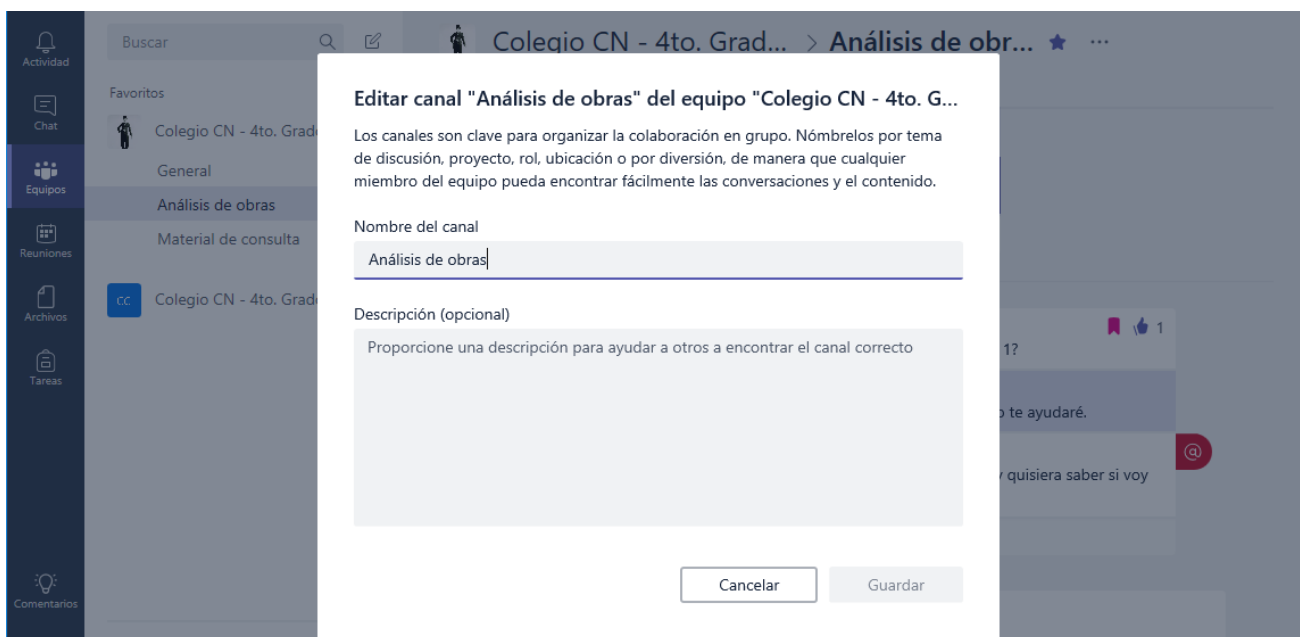 Actividad
Chat
Equipos
Reuniones
Archivos
Tareas
Comentarios
Buscar
Favoritos
Colegio CN - 4to. Grad
General
Análisis de obras
Material de consulta
CC
Colegio CN - 4to. Grad
Colegio CN - 4to. Grad... > Análisis de obr... ...
Editar canal "Análisis de obras" del equipo "Colegio CN - 4to. G...
Los canales son clave para organizar la colaboración en grupo. Nómbrelos por tema
de discusión, proyecto, rol, ubicación o por diversión, de manera que cualquier
miembro del equipo pueda encontrar fácilmente las conversaciones y el contenido.
Nombre del canal
Análisis de obras
Descripción (opcional)
Proporcione una descripción para ayudar a otros a encontrar el canal correcto
Cancelar
Guardar
1
1?
te ayudaré.
@
quisiera saber si voy